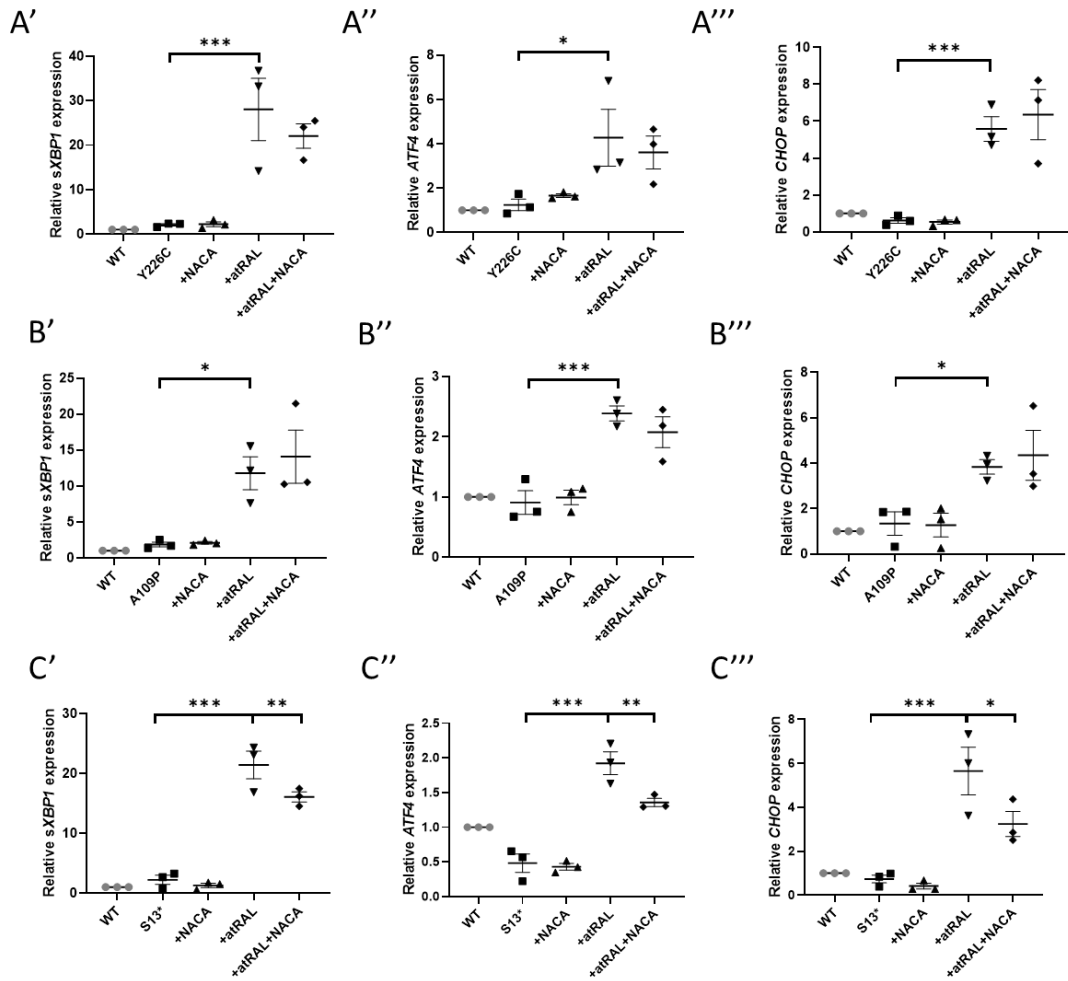 A′ A′′ A′′′
***
Relative sXBP1 expression
40
30
20
10
0
WT Y226C +NACA +atRAL +atRAL+NACA
*
Relative ATF4 expression
8
6
4
2
0
WT Y226C +NACA +atRAL +atRAL+NACA
***
Relative CHOP expression
10
8
6
4
2
0
WT Y226C +NACA +atRAL +atRAL+NACA
B′ B′′ B′′′
*
Relative sXBP1 expression
25
20
15
10
5
0
WT A109P +NACA +atRAL +atRAL+NACA
***
Relative ATF4 expression
3
2
1
0
WT A109P +NACA +atRAL +atRAL+NACA
*
Relative CHOP expression
8
6
4
2
0
WT A109P +NACA +atRAL +atRAL+NACA
C′ C′′ C′′′
*** **
Relative sXBP1 expression
30
20
10
0
WT S13* +NACA +atRAL +atRAL+NACA
*** **
Relative ATF4 expression
2.5
2.0
1.5
1.0
0.5
0.0
WT S13* +NACA +atRAL +atRAL+NACA
*** *
Relative CHOP expression
8
6
4
2
0
WT S13* +NACA +atRAL +atRAL+NACA